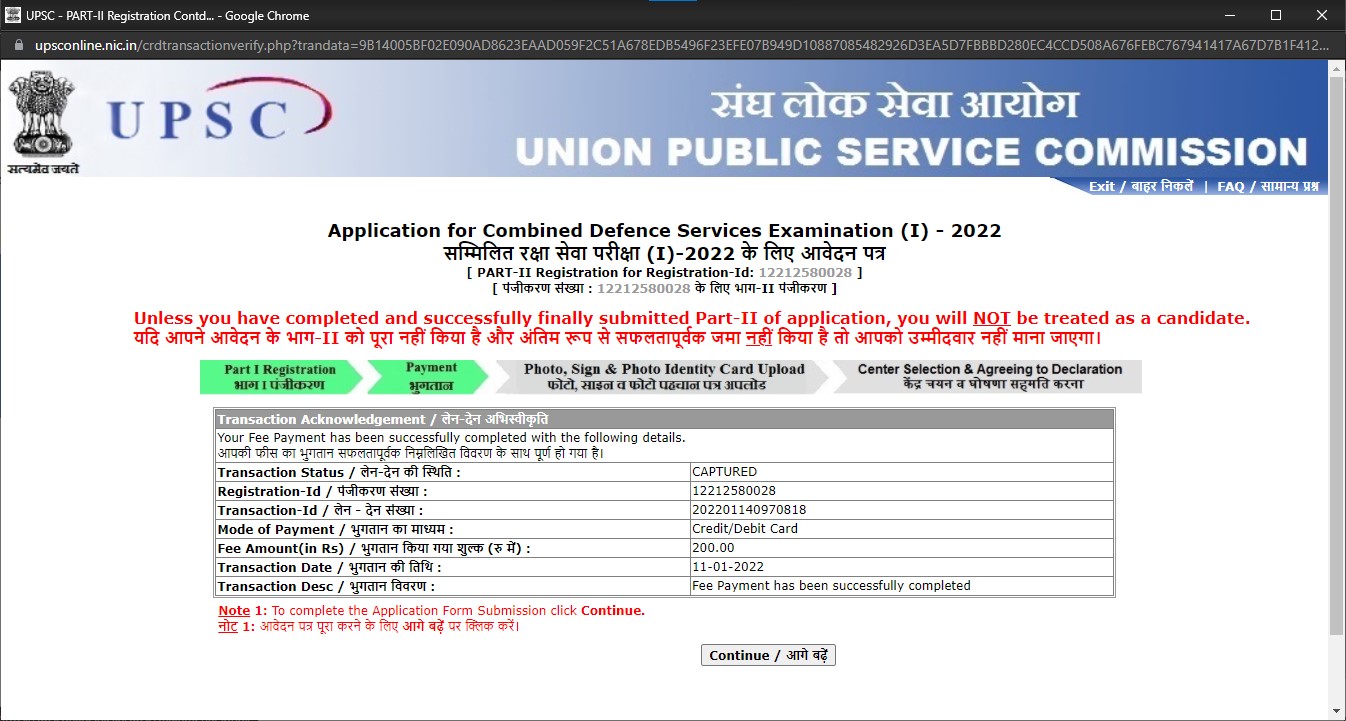 UPSC - PART-II Registration Contd... - Google Chrome
upsconline.nic.in/crdtransactionverify.php?trandata=9B14005BF02E090AD8623EAAD059F2C51A678EDB5496F23EFE07B949D10887085482926D3EA5D7FBBBD280EC4CCD508A676FEBC767941417A67D7B1F412...
सत्यमेव जयते
UPSC
संघ लोक सेवा आयोग
UNION PUBLIC SERVICE COMMISSION
Exit / बाहर निकलें | FAQ / सामान्य प्रश्न
Application for Combined Defence Services Examination (I) - 2022
सम्मिलित रक्षा सेवा परीक्षा (I)-2022 के लिए आवेदन पत्र
[ PART-II Registration for Registration-Id: 12212580028 ]
[ पंजीकरण संख्या : 12212580028 के लिए भाग-II पंजीकरण ]
Unless you have completed and successfully finally submitted Part-II of application, you will NOT be treated as a candidate.
यदि आपने आवेदन के भाग-II को पूरा नहीं किया है और अंतिम रूप से सफलतापूर्वक जमा नहीं किया है तो आपको उम्मीदवार नहीं माना जाएगा।
Part I Registration
भाग I पंजीकरण
Payment
भुगतान
Photo, Sign & Photo Identity Card Upload
फोटो, साइन व फोटो पहचान पत्र अपलोड
Center Selection & Agreeing to Declaration
केंद्र चयन व घोषणा सहमति करना
Transaction Acknowledgement / लेन-देन अभिस्वीकृति
Your Fee Payment has been successfully completed with the following details.
आपकी फीस का भुगतान सफलतापूर्वक निम्नलिखित विवरण के साथ पूर्ण हो गया है।
Transaction Status / लेन-देन की स्थिति : CAPTURED
Registration-Id / पंजीकरण संख्या : 12212580028
Transaction-Id / लेन - देन संख्या : 202201140970818
Mode of Payment / भुगतान का माध्यम : Credit/Debit Card
Fee Amount(in Rs) / भुगतान किया गया शुल्क (रु में) : 200.00
Transaction Date / भुगतान की तिथि : 11-01-2022
Transaction Desc / भुगतान विवरण : Fee Payment has been successfully completed
Note 1: To complete the Application Form Submission click Continue.
नोट 1: आवेदन पत्र पूरा करने के लिए आगे बढ़ें पर क्लिक करें।
Continue / आगे बढ़ें